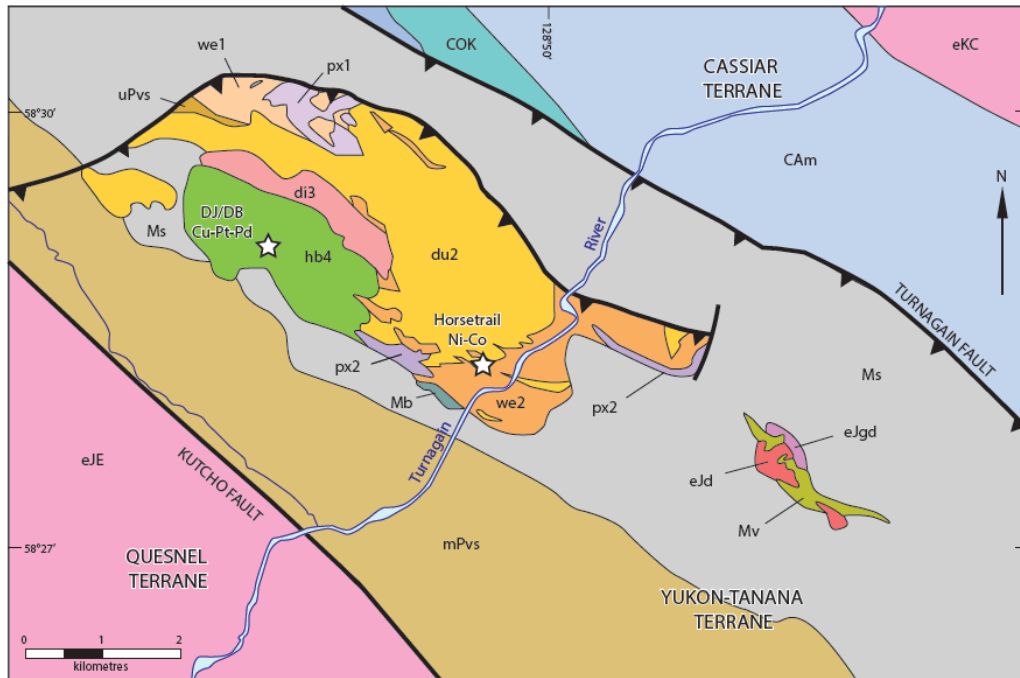 we1
px1
COK
128°50'
eKC
CASSIAR
TERRANE
uPvs
58°30'
CAm
N
River
di3
DJ/DB
Cu-Pt-Pd
Ms
hb4
du2
TURNAGAIN FAULT
Horsetrail
Ni-Co
px2
Mb
we2
px2
Ms
Turnagain
eJgd
eJE
KUTCHO FAULT
eJd
Mv
58°27'
mPvs
QUESNEL
TERRANE
YUKON-TANANA
TERRANE
0 1 2
kilometres